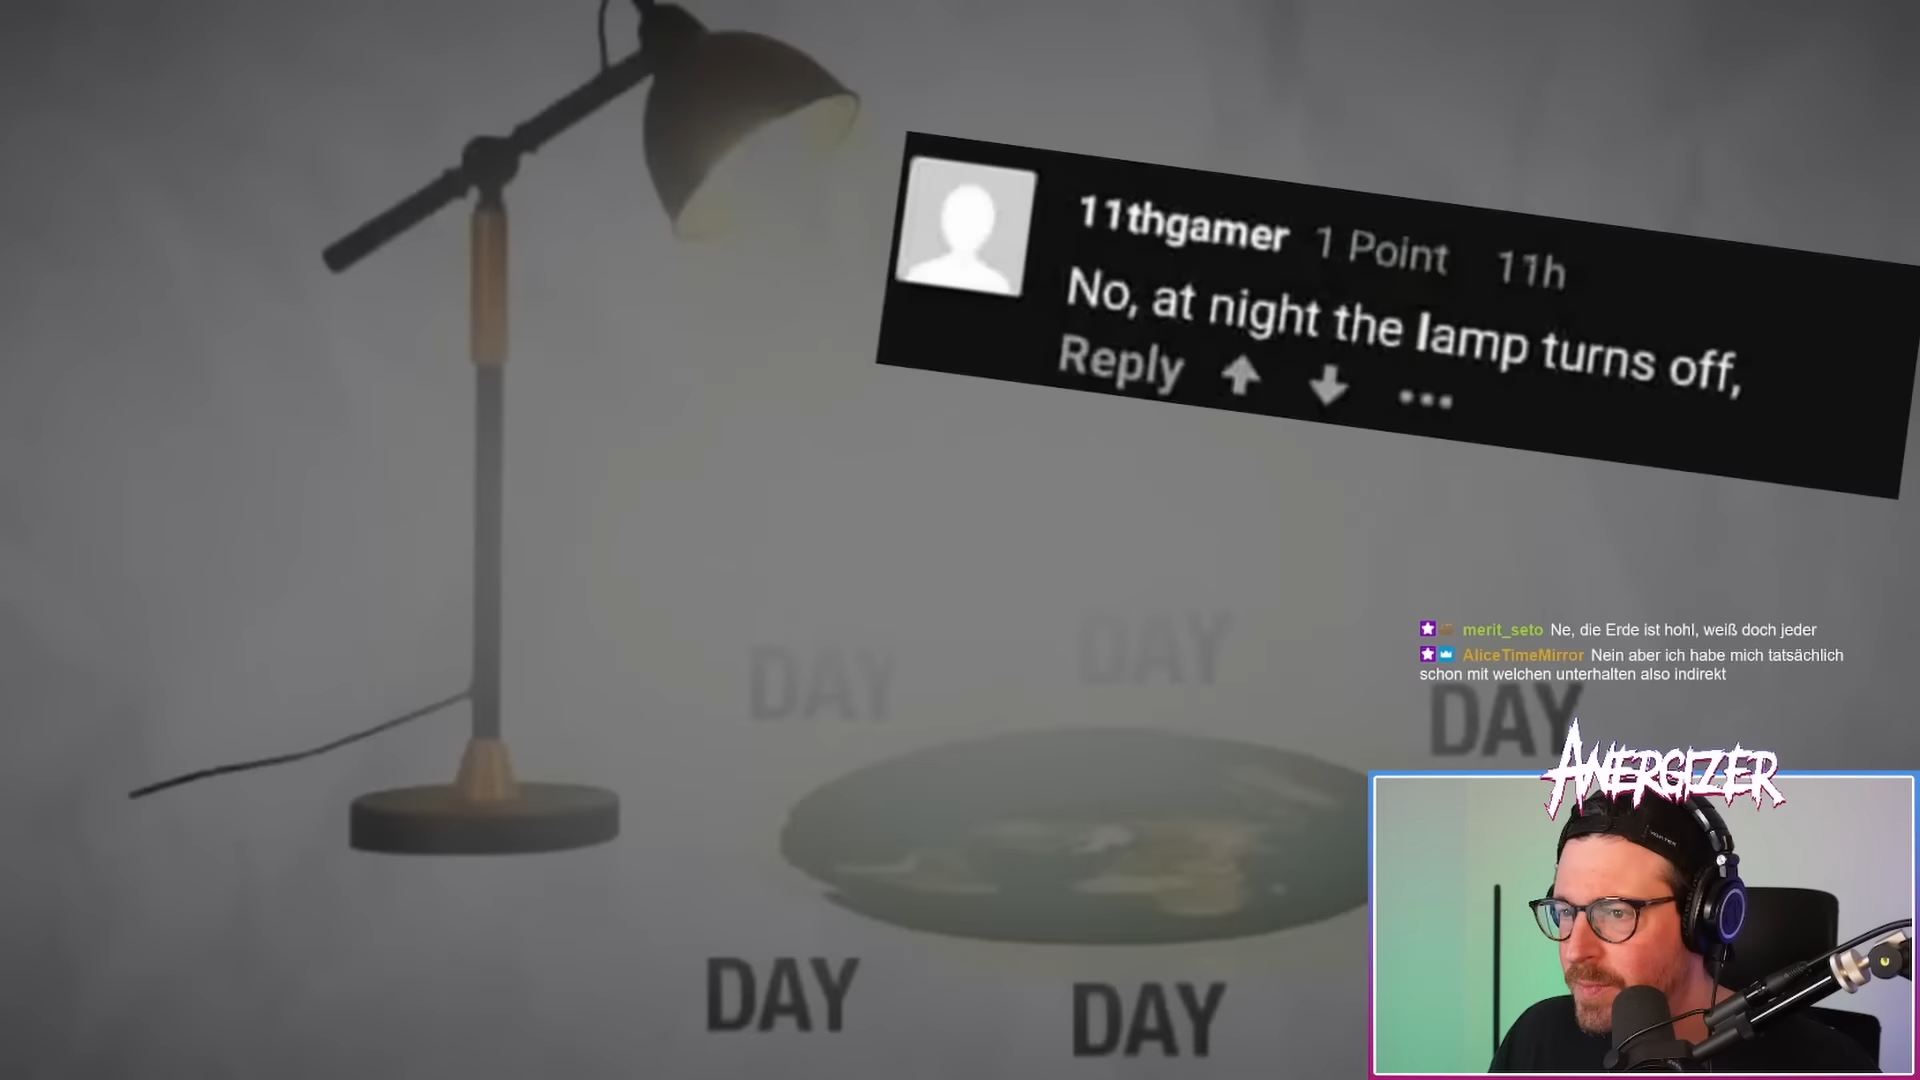 11thgamer 1 Point 11h
No, at night the lamp turns off,
Reply
merit_seto Ne, die Erde ist hohl, weiß doch jeder
AliceTimeMirror Nein aber ich habe mich tatsächlich
schon mit welchen unterhalten also indirekt
DAY
DAY
DAY
ANERGIZER
DAY
DAY